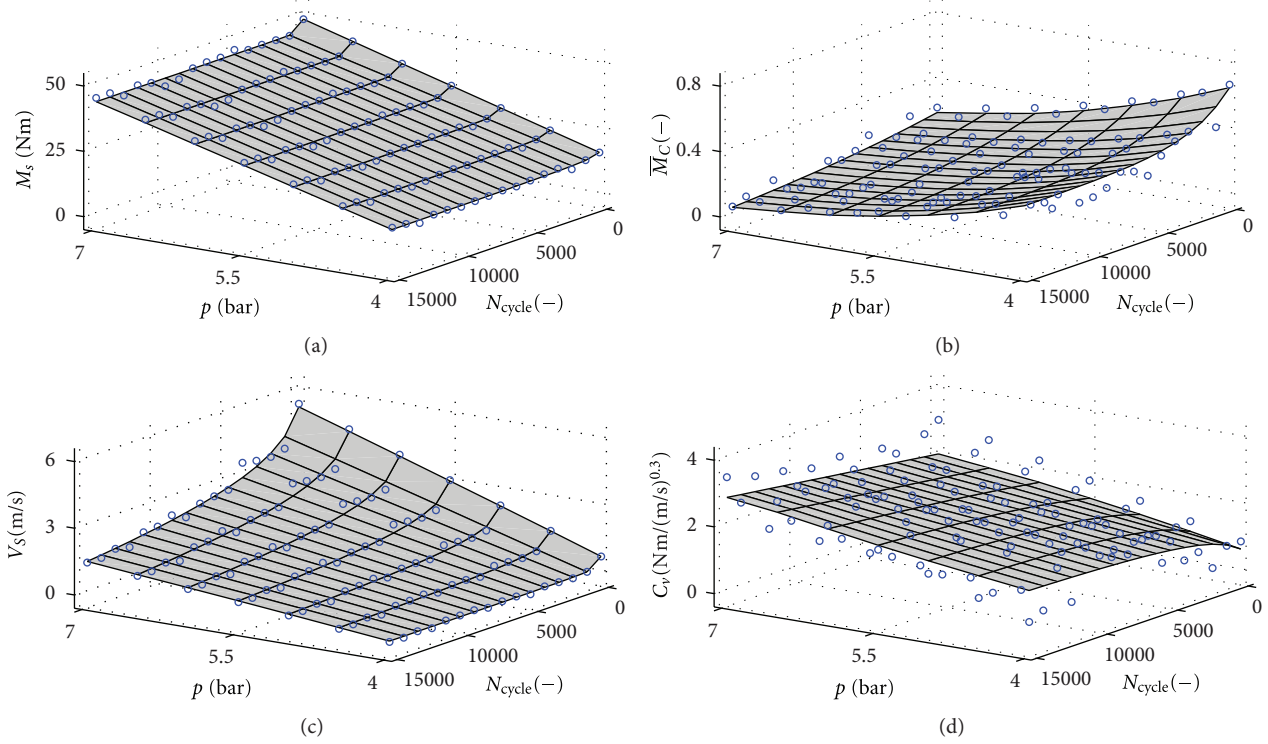 50
25
0
M_s (Nm)
7
5.5
4
p (bar)
15000
10000
5000
0
N_cycle(−)
(a)
0.8
0.4
0
M̅_C(−)
7
5.5
4
p (bar)
15000
10000
5000
0
N_cycle(−)
(b)
6
3
0
V_S(m/s)
7
5.5
4
p (bar)
15000
10000
5000
0
N_cycle(−)
(c)
4
2
0
C_v(Nm/(m/s)^0.3)
7
5.5
4
p (bar)
15000
10000
5000
0
N_cycle(−)
(d)